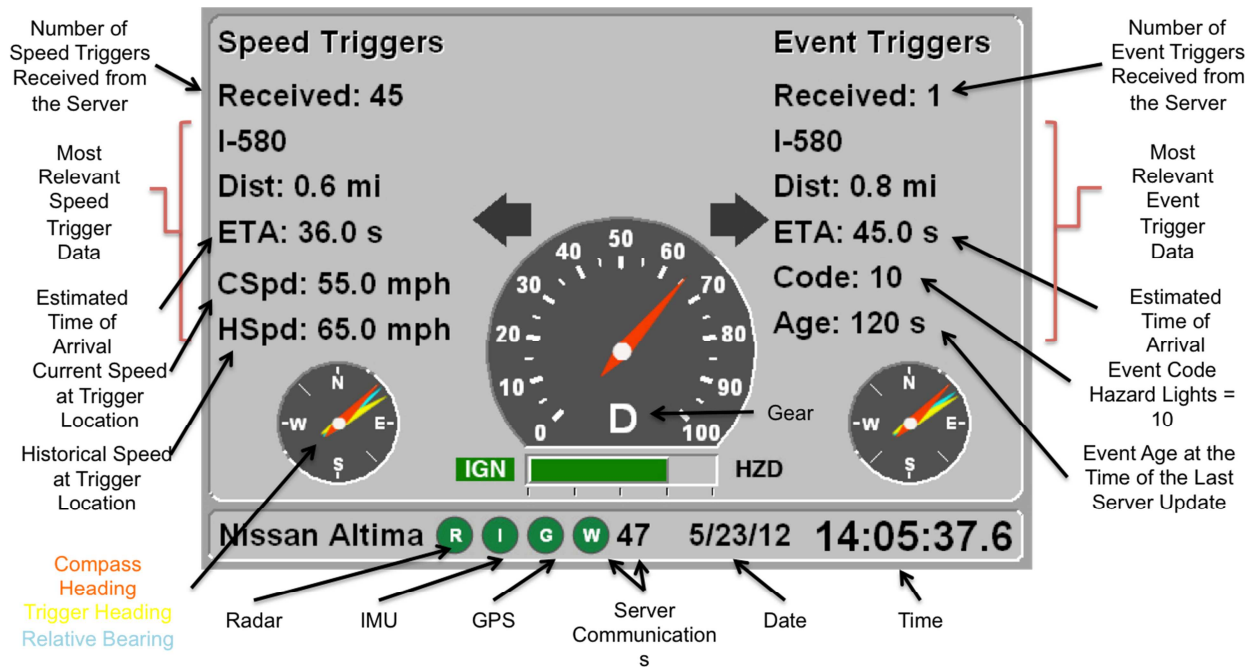 Number of
Speed Triggers
Received from
the Server
Most
Relevant
Speed
Trigger
Data
Estimated
Time of
Arrival
Current Speed
at Trigger
Location
Historical Speed
at Trigger
Location
Compass
Heading
Trigger Heading
Relative Bearing
Speed Triggers
Received: 45
I-580
Dist: 0.6 mi
ETA: 36.0 s
CSpd: 55.0 mph
HSpd: 65.0 mph
N
W
E
S
0
10
20
30
40
50
60
70
80
90
100
D
Gear
IGN
HZD
Event Triggers
Received: 1
I-580
Dist: 0.8 mi
ETA: 45.0 s
Code: 10
Age: 120 s
N
W
E
S
Number of
Event Triggers
Received from
the Server
Most
Relevant
Event
Trigger
Data
Estimated
Time of
Arrival
Event Code
Hazard Lights =
10
Event Age at the
Time of the Last
Server Update
Nissan Altima R I G W 47 5/23/12 14:05:37.6
Radar
IMU
GPS
Server
Communication
s
Date
Time